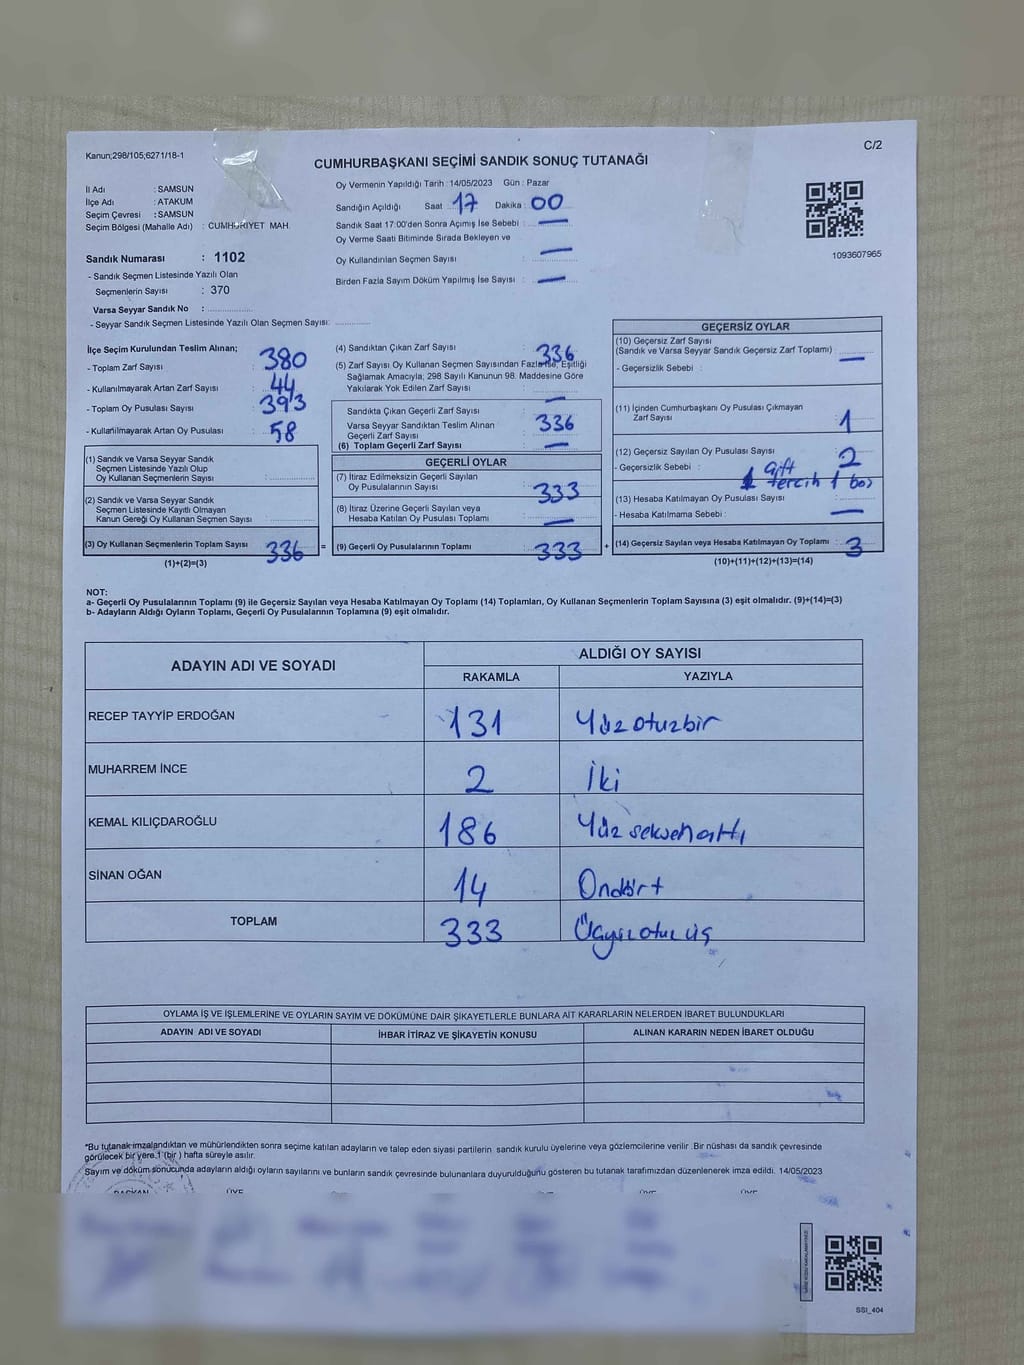 Kanun;298/105;6271/18-1
C/2
CUMHURBAŞKANI SEÇİMİ SANDIK SONUÇ TUTANAĞI
İl Adı : SAMSUN
İlçe Adı : ATAKUM
Seçim Çevresi : SAMSUN
Seçim Bölgesi (Mahalle Adı) : CUMHURİYET MAH.
Sandık Numarası : 1102
- Sandık Seçmen Listesinde Yazılı Olan
Seçmenlerin Sayısı : 370
Varsa Seyyar Sandık No :
- Seyyar Sandık Seçmen Listesinde Yazılı Olan Seçmen Sayısı:
Oy Vermenin Yapıldığı Tarih : 14/05/2023 Gün : Pazar
Sandığın Açıldığı Saat 17 Dakika : 00
Sandık Saat 17:00'den Sonra Açımış İse Sebebi : —
Oy Verme Saati Bitiminde Sırada Bekleyen ve
Oy Kullandırılan Seçmen Sayısı : —
Birden Fazla Sayım Döküm Yapılmış İse Sayısı : —
1093607965
İlçe Seçim Kurulundan Teslim Alınan;
- Toplam Zarf Sayısı : 380
- Kullanılmayarak Artan Zarf Sayısı : 44
- Toplam Oy Pusulası Sayısı : 393
- Kullanılmayarak Artan Oy Pusulası : 58
(1) Sandık ve Varsa Seyyar Sandık
Seçmen Listesinde Yazılı Olup
Oy Kullanan Seçmenlerin Sayısı :
(2) Sandık ve Varsa Seyyar Sandık
Seçmen Listesinde Kayıtlı Olmayan
Kanun Gereği Oy Kullanan Seçmen Sayısı :
(3) Oy Kullanan Seçmenlerin Toplam Sayısı : 336
(1)+(2)=(3)
=
(4) Sandıktan Çıkan Zarf Sayısı : 336
(5) Zarf Sayısı Oy Kullanan Seçmen Sayısından Fazla İse, Eşitliği
Sağlamak Amacıyla; 298 Sayılı Kanunun 98. Maddesine Göre
Yakılarak Yok Edilen Zarf Sayısı : —
Sandıkta Çıkan Geçerli Zarf Sayısı : 336
Varsa Seyyar Sandıktan Teslim Alınan
Geçerli Zarf Sayısı :
(6) Toplam Geçerli Zarf Sayısı : —
GEÇERLİ OYLAR
(7) İtiraz Edilmeksizin Geçerli Sayılan
Oy Pusulalarının Sayısı : 333
(8) İtiraz Üzerine Geçerli Sayılan veya
Hesaba Katılan Oy Pusulası Toplamı : —
(9) Geçerli Oy Pusulalarının Toplamı : 333
+
GEÇERSİZ OYLAR
(10) Geçersiz Zarf Sayısı
(Sandık ve Varsa Seyyar Sandık Geçersiz Zarf Toplamı) : —
- Geçersizlik Sebebi :
(11) İçinden Cumhurbaşkanı Oy Pusulası Çıkmayan
Zarf Sayısı : 1
(12) Geçersiz Sayılan Oy Pusulası Sayısı : 2
- Geçersizlik Sebebi : 1 çift
tercih 1 boş
(13) Hesaba Katılmayan Oy Pusulası Sayısı :
- Hesaba Katılmama Sebebi : —
(14) Geçersiz Sayılan veya Hesaba Katılmayan Oy Toplamı : 3
(10)+(11)+(12)+(13)=(14)
NOT:
a- Geçerli Oy Pusulalarının Toplamı (9) ile Geçersiz Sayılan veya Hesaba Katılmayan Oy Toplamı (14) Toplamları, Oy Kullanan Seçmenlerin Toplam Sayısına (3) eşit olmalıdır. (9)+(14)=(3)
b- Adayların Aldığı Oyların Toplamı, Geçerli Oy Pusulalarının Toplamına (9) eşit olmalıdır.
ADAYIN ADI VE SOYADI
ALDIĞI OY SAYISI
RAKAMLA YAZIYLA
RECEP TAYYİP ERDOĞAN 131 Yüzotuzbir
MUHARREM İNCE 2 İki
KEMAL KILIÇDAROĞLU 186 Yüzseksenaltı
SİNAN OĞAN 14 Ondört
TOPLAM 333 Üçyüzotuzüç
OYLAMA İŞ VE İŞLEMLERİNE VE OYLARIN SAYIM VE DÖKÜMÜNE DAİR ŞİKAYETLERLE BUNLARA AİT KARARLARIN NELERDEN İBARET BULUNDUKLARI
ADAYIN ADI VE SOYADI İHBAR İTİRAZ VE ŞİKAYETİN KONUSU ALINAN KARARIN NEDEN İBARET OLDUĞU
*Bu tutanak imzalandıktan ve mühürlendikten sonra seçime katılan adayların ve talep eden siyasi partilerin sandık kurulu üyelerine veya gözlemcilerine verilir. Bir nüshası da sandık çevresinde
görülecek bir yere 1 (bir) hafta süreyle asılır.
Sayım ve döküm sonucunda adayların aldığı oyların sayılarını ve bunların sandık çevresinde bulunanlara duyurulduğunu gösteren bu tutanak tarafımızdan düzenlenerek imza edildi. 14/05/2023
BAŞKAN ÜYE ÜYE ÜYE
SSI_404